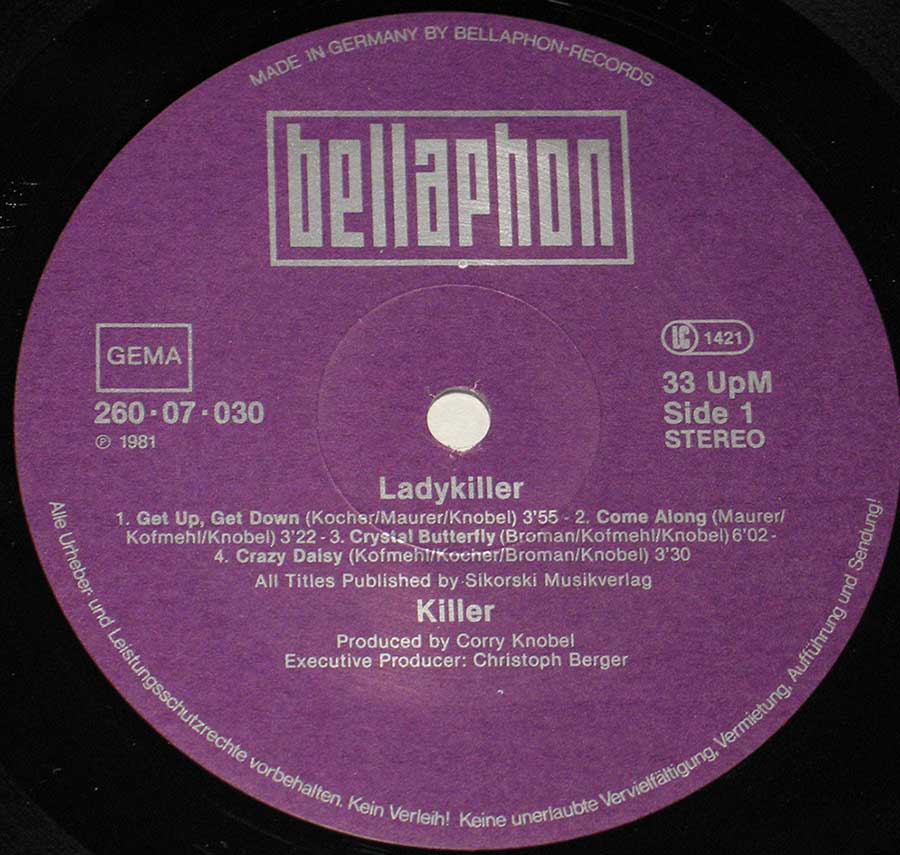 MADE IN GERMANY BY BELLAPHON-RECORDS
bellaphon
GEMA
260·07·030
℗ 1981
LC 1421
33 UpM
Side 1
STEREO
Ladykiller
1. Get Up, Get Down (Kocher/Maurer/Knobel) 3'55 - 2. Come Along (Maurer/
Kofmehl/Knobel) 3'22 - 3. Crystal Butterfly (Broman/Kofmehl/Knobel) 6'02 -
4. Crazy Daisy (Kofmehl/Kocher/Broman/Knobel) 3'30
All Titles Published by Sikorski Musikverlag
Killer
Produced by Corry Knobel
Executive Producer: Christoph Berger
Alle Urheber- und Leistungsschutzrechte vorbehalten. Kein Verleih! Keine unerlaubte Vervielfältigung, Vermietung, Aufführung und Sendung!